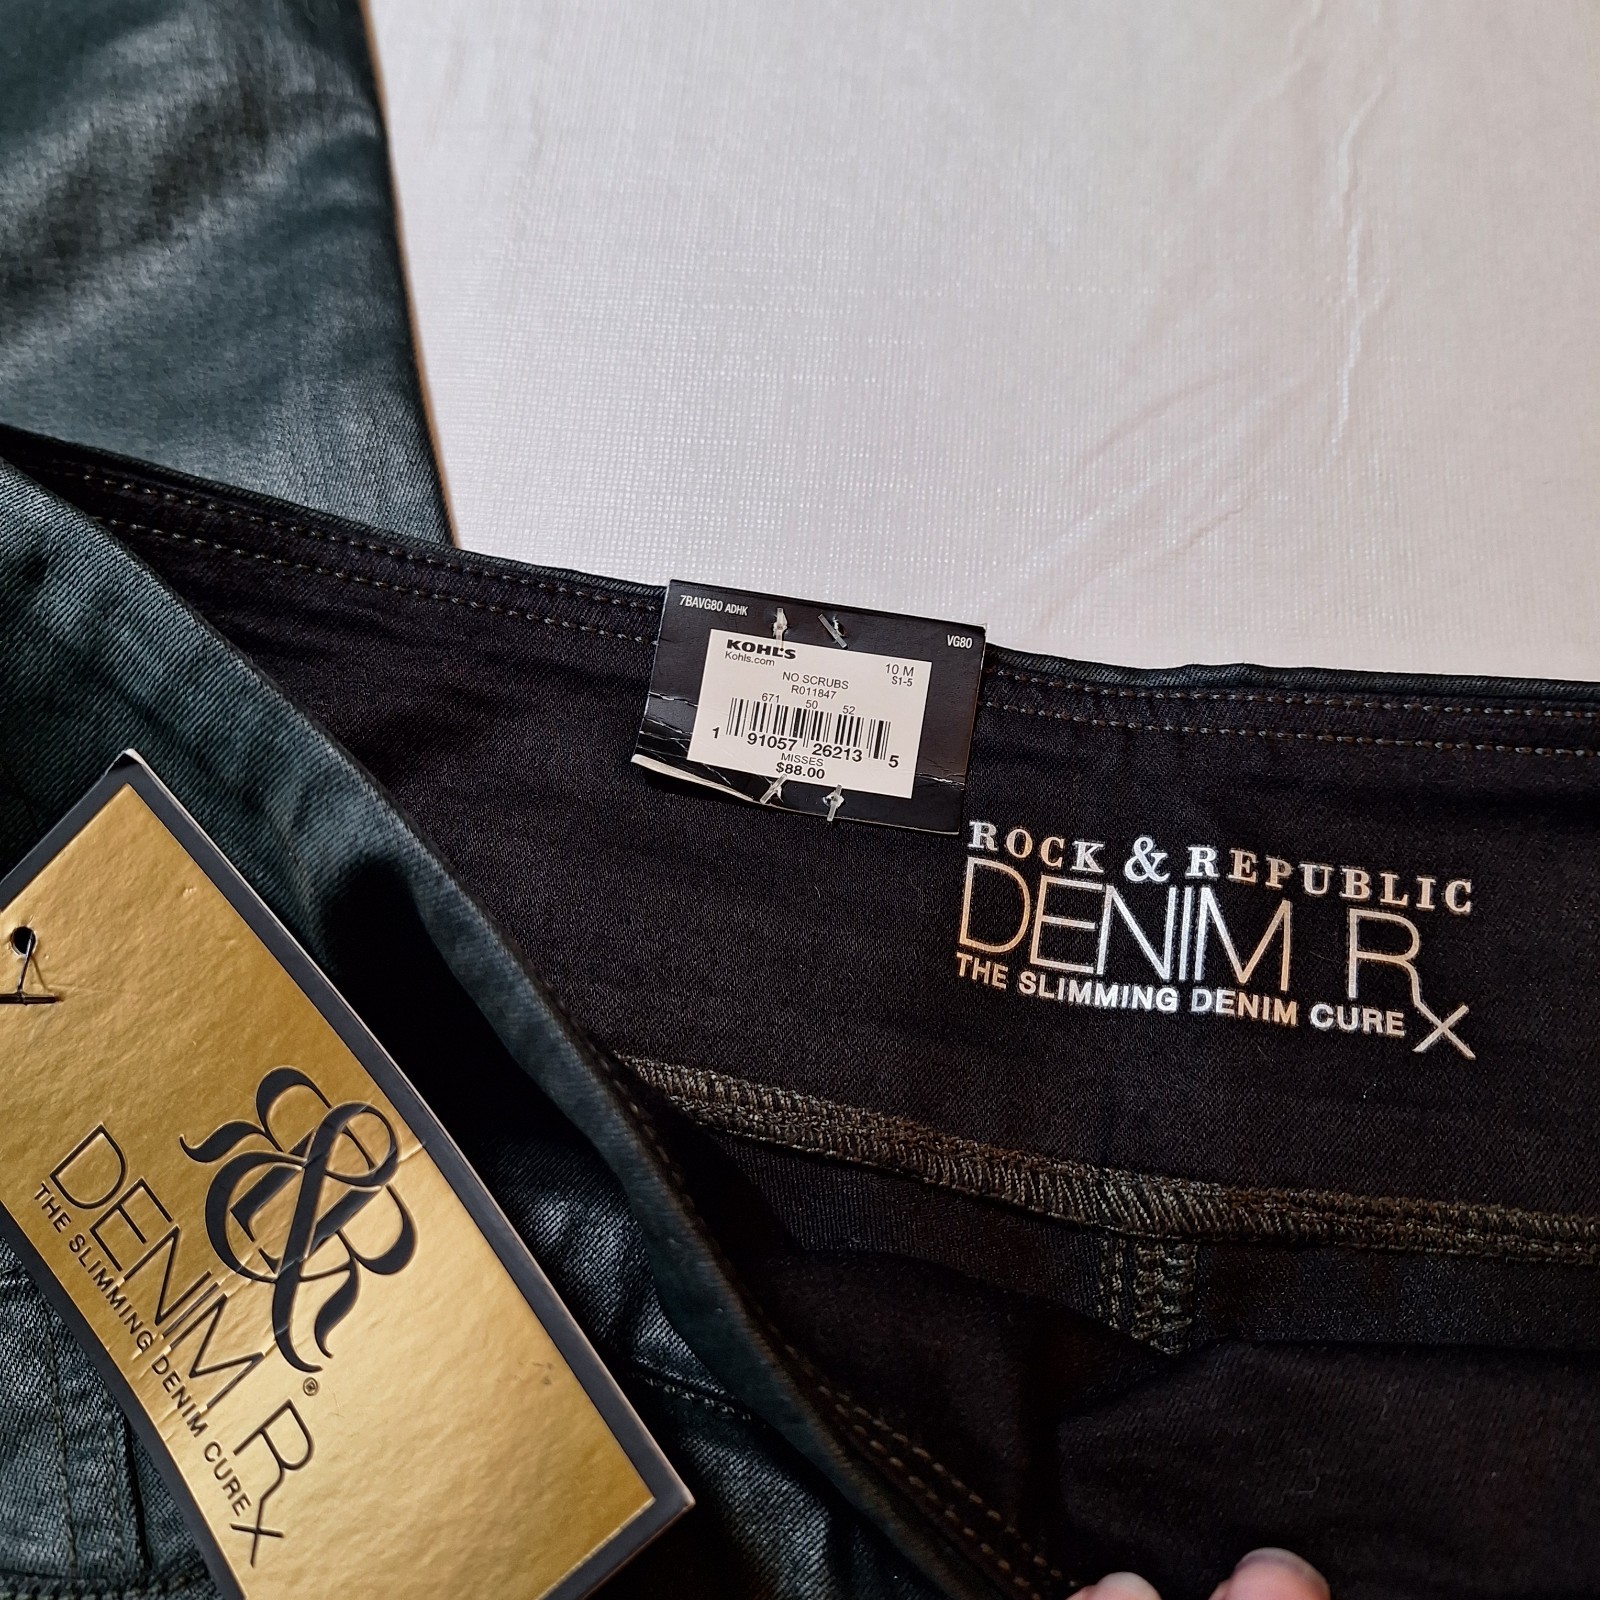 7BAVG80 ADHK
VG80
KOHL'S
Kohls.com
10 M
S1-5
NO SCRUBS
R011847
671 50 52
1 91057 26213 5
MISSES
$88.00
ROCK & REPUBLIC
DENIM Rx
THE SLIMMING DENIM CURE
R&R®
DENIM Rx
THE SLIMMING DENIM CURE